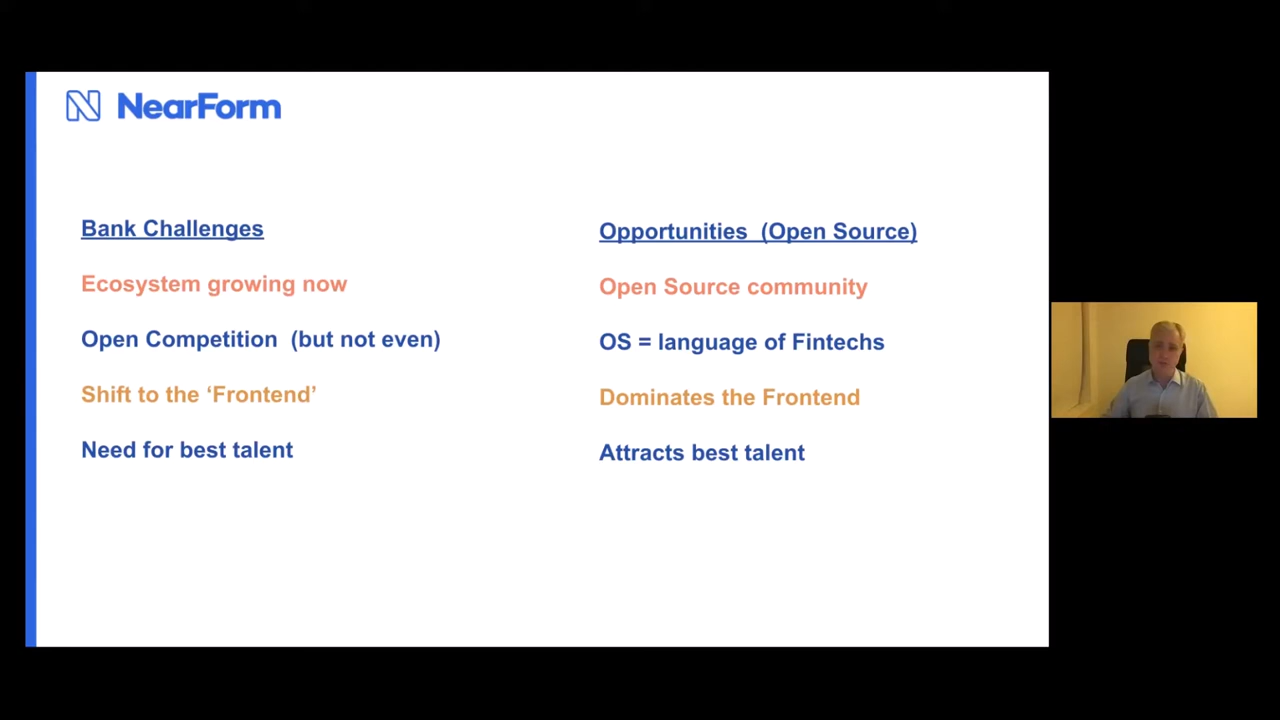 NearForm
Bank Challenges
Ecosystem growing now
Open Competition (but not even)
Shift to the ‘Frontend’
Need for best talent
Opportunities (Open Source)
Open Source community
OS = language of Fintechs
Dominates the Frontend
Attracts best talent